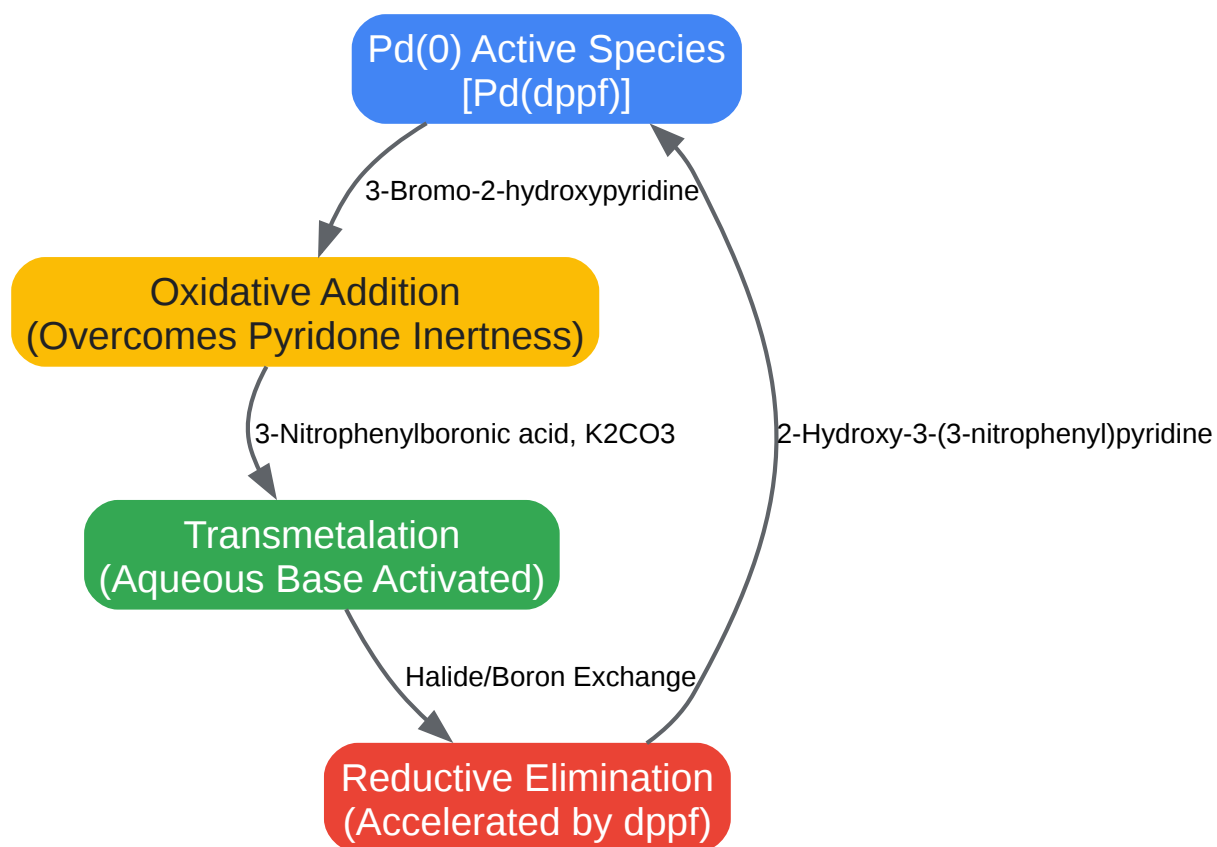 Pd(0) Active Species
[Pd(dppf)]
3-Bromo-2-hydroxypyridine
Oxidative Addition
(Overcomes Pyridone Inertness)
3-Nitrophenylboronic acid, K2CO3
2-Hydroxy-3-(3-nitrophenyl)pyridine
Transmetalation
(Aqueous Base Activated)
Halide/Boron Exchange
Reductive Elimination
(Accelerated by dppf)